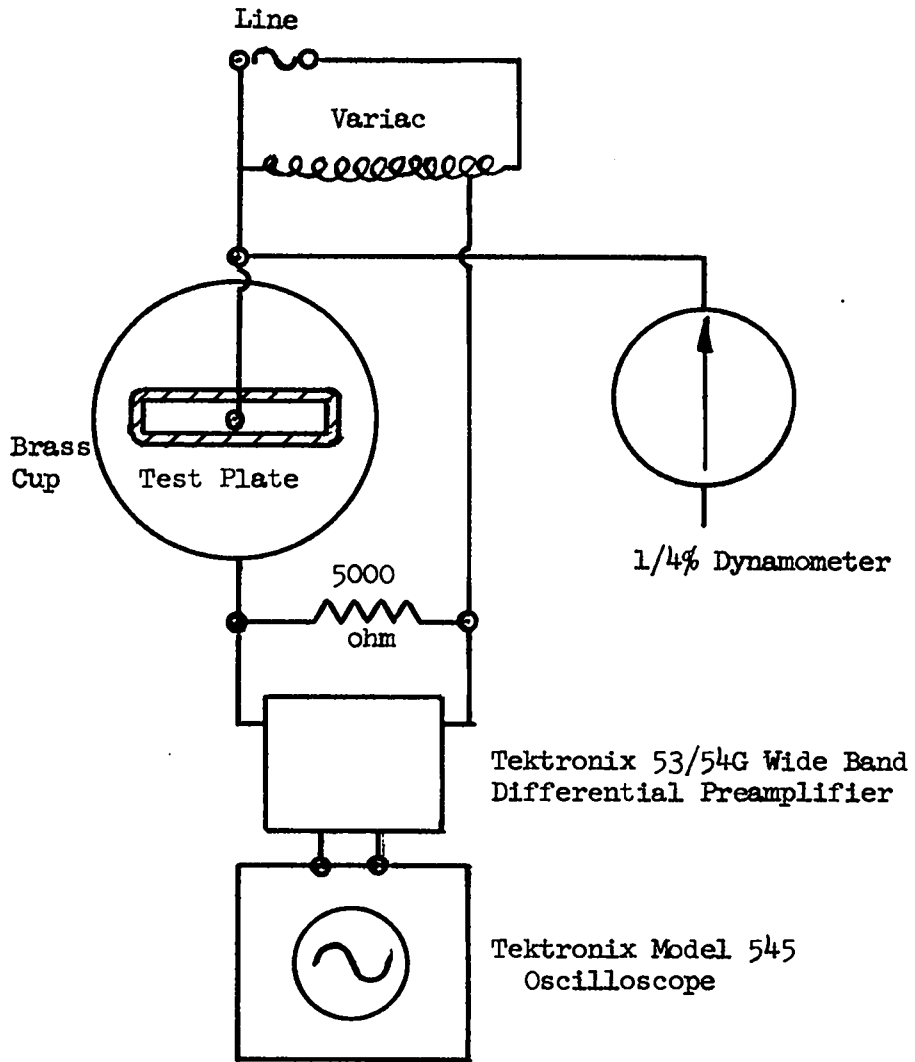 Line
Variac
Brass
Cup
Test Plate
1/4% Dynamometer
5000
ohm
Tektronix 53/54G Wide Band
Differential Preamplifier
Tektronix Model 545
Oscilloscope